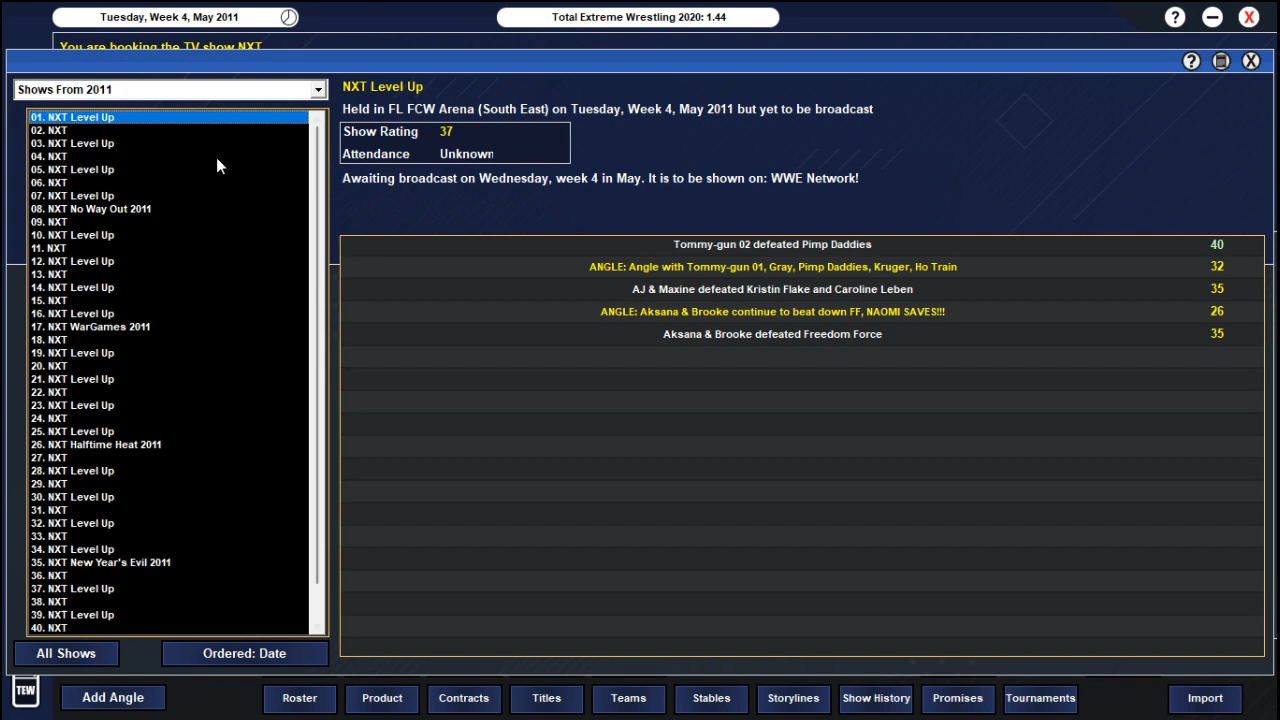 Tuesday, Week 4, May 2011
Total Extreme Wrestling 2020: 1.44
You are booking the TV show NXT
Shows From 2011
01. NXT Level Up
02. NXT
03. NXT Level Up
04. NXT
05. NXT Level Up
06. NXT
07. NXT Level Up
08. NXT No Way Out 2011
09. NXT
10. NXT Level Up
11. NXT
12. NXT Level Up
13. NXT
14. NXT Level Up
15. NXT
16. NXT Level Up
17. NXT WarGames 2011
18. NXT
19. NXT Level Up
20. NXT
21. NXT Level Up
22. NXT
23. NXT Level Up
24. NXT
25. NXT Level Up
26. NXT Halftime Heat 2011
27. NXT
28. NXT Level Up
29. NXT
30. NXT Level Up
31. NXT
32. NXT Level Up
33. NXT
34. NXT Level Up
35. NXT New Year's Evil 2011
36. NXT
37. NXT Level Up
38. NXT
39. NXT Level Up
40. NXT
All Shows
Ordered: Date
NXT Level Up
Held in FL FCW Arena (South East) on Tuesday, Week 4, May 2011 but yet to be broadcast
Show Rating 37
Attendance Unknown
Awaiting broadcast on Wednesday, week 4 in May. It is to be shown on: WWE Network!
Tommy-gun 02 defeated Pimp Daddies 40
ANGLE: Angle with Tommy-gun 01, Gray, Pimp Daddies, Kruger, Ho Train 32
AJ & Maxine defeated Kristin Flake and Caroline Leben 35
ANGLE: Aksana & Brooke continue to beat down FF, NAOMI SAVES!!! 26
Aksana & Brooke defeated Freedom Force 35
TEW
Add Angle
Roster
Product
Contracts
Titles
Teams
Stables
Storylines
Show History
Promises
Tournaments
Import